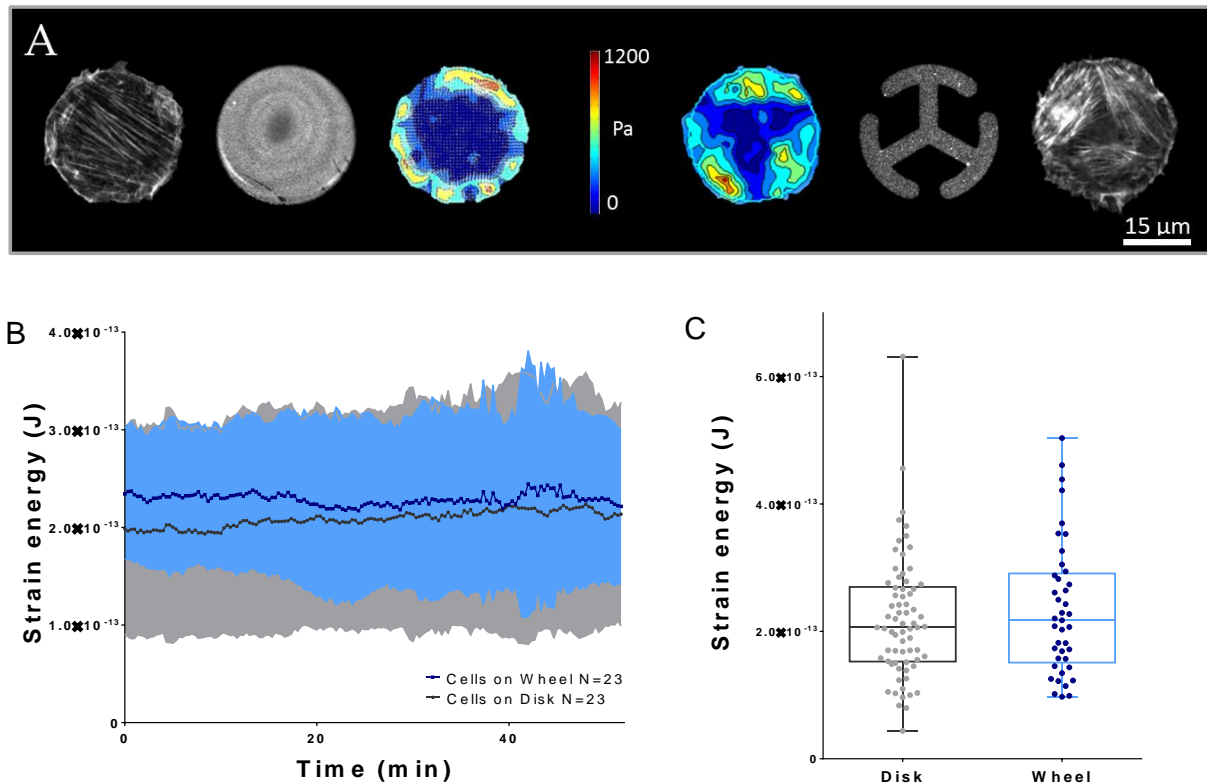 A
1200
Pa
0
15 µm
B
4.0✖10 -13
3.0✖10 -13
2.0✖10 -13
1.0✖10 -13
0
Strain energy (J)
Cells on Wheel N=23
Cells on Disk N=23
0 20 40
Time (min)
C
6.0✖10 -13
4.0✖10 -13
2.0✖10 -13
0
Strain energy (J)
Disk Wheel